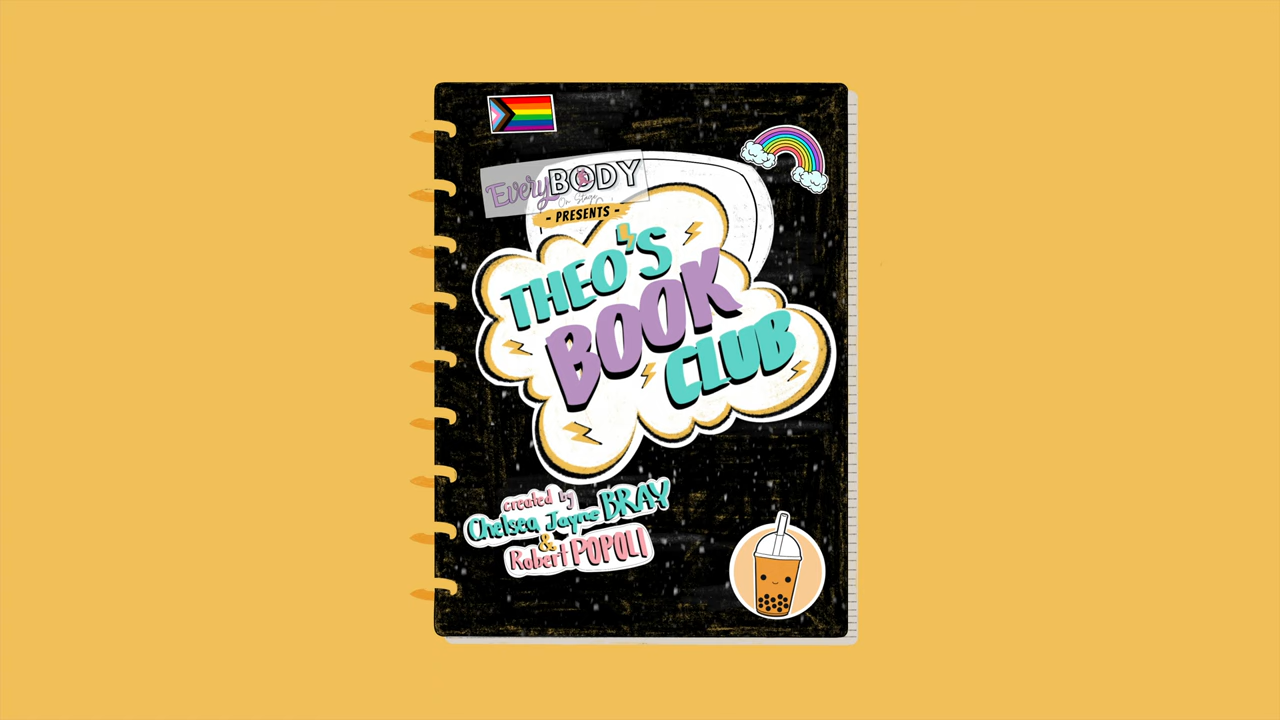 EveryBODY
On Stage
- PRESENTS -
THEO'S
BOOK
CLUB
created by
Chelsea Jayne BRAY
&
Robert POPOLI